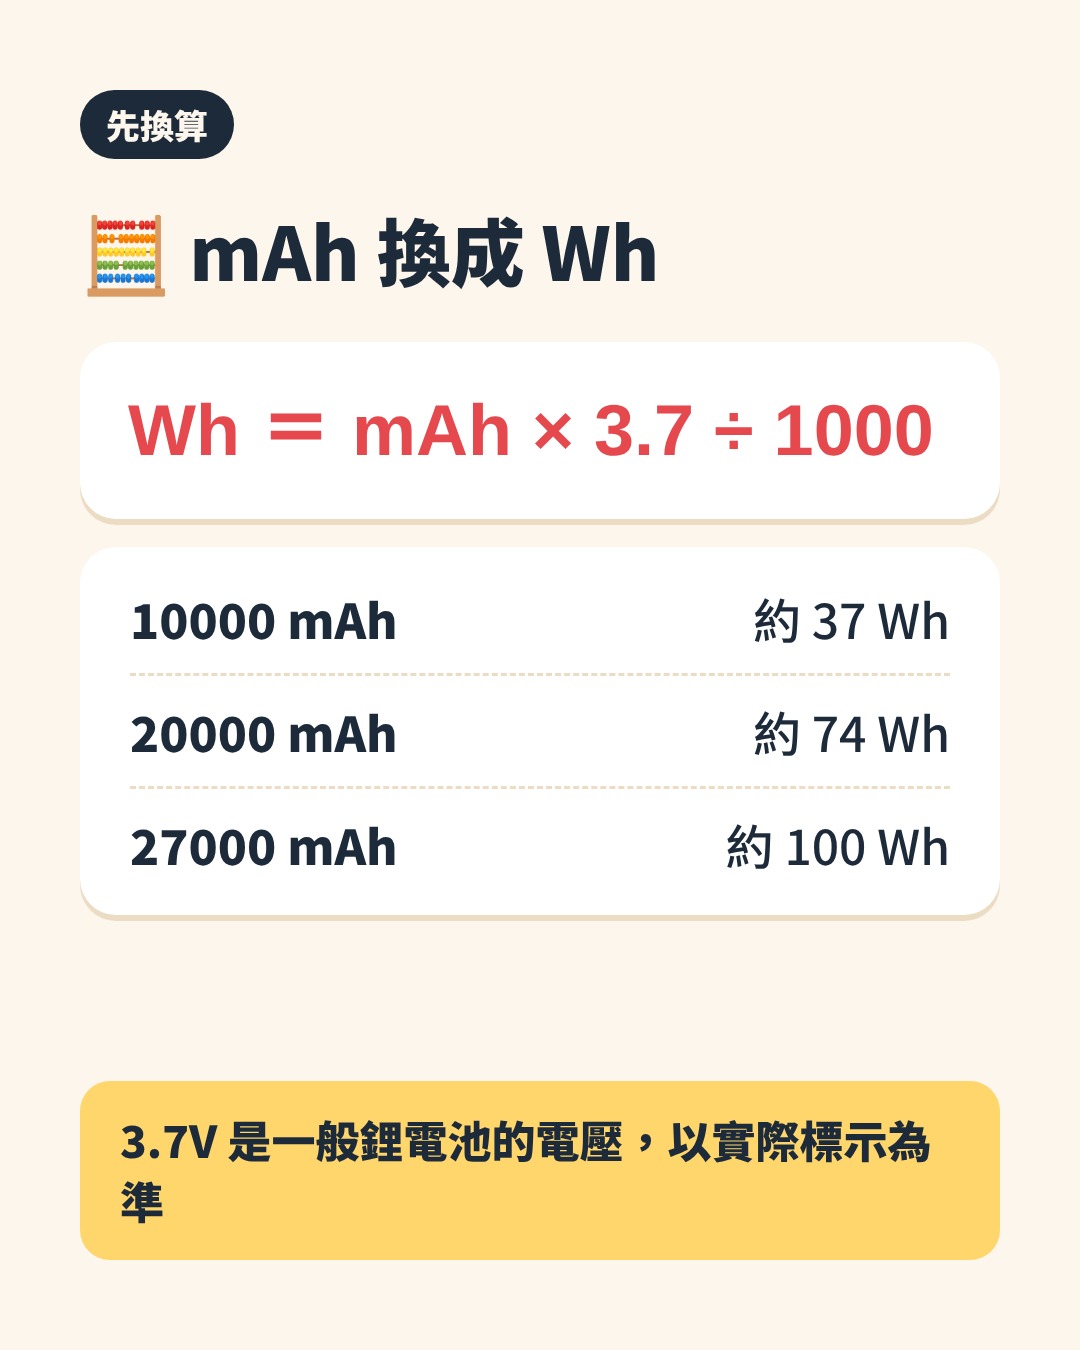 先換算
mAh 換成 Wh
Wh ＝ mAh × 3.7 ÷ 1000
10000 mAh 約 37 Wh
20000 mAh 約 74 Wh
27000 mAh 約 100 Wh
3.7V 是一般鋰電池的電壓，以實際標示為
準